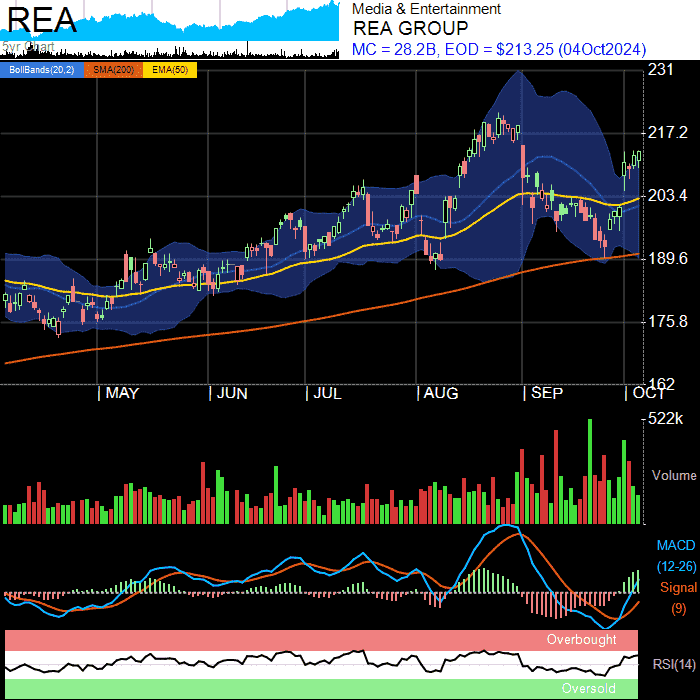 REA
5yr Chart
Media & Entertainment
REA GROUP
MC = 28.2B, EOD = $213.25 (04Oct2024)
BollBands(20,2) SMA(200) EMA(50)
231
217.2
203.4
189.6
175.8
162
MAY JUN JUL AUG SEP OCT
522k
Volume
MACD
(12-26)
Signal
(9)
Overbought
RSI(14)
Oversold